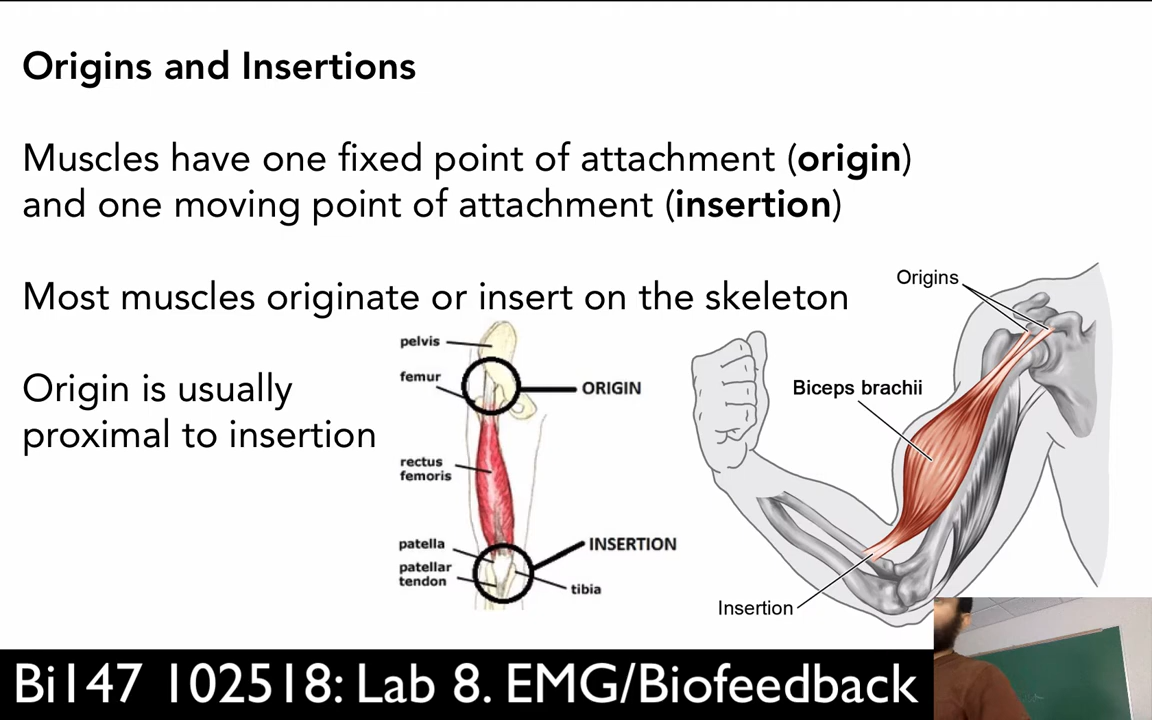 Origins and Insertions
Muscles have one fixed point of attachment (origin)
and one moving point of attachment (insertion)
Most muscles originate or insert on the skeleton
Origin is usually
proximal to insertion
pelvis
femur
ORIGIN
rectus
femoris
patella
INSERTION
patellar
tendon
tibia
Origins
Biceps brachii
Insertion
Bi147 102518: Lab 8. EMG/Biofeedback